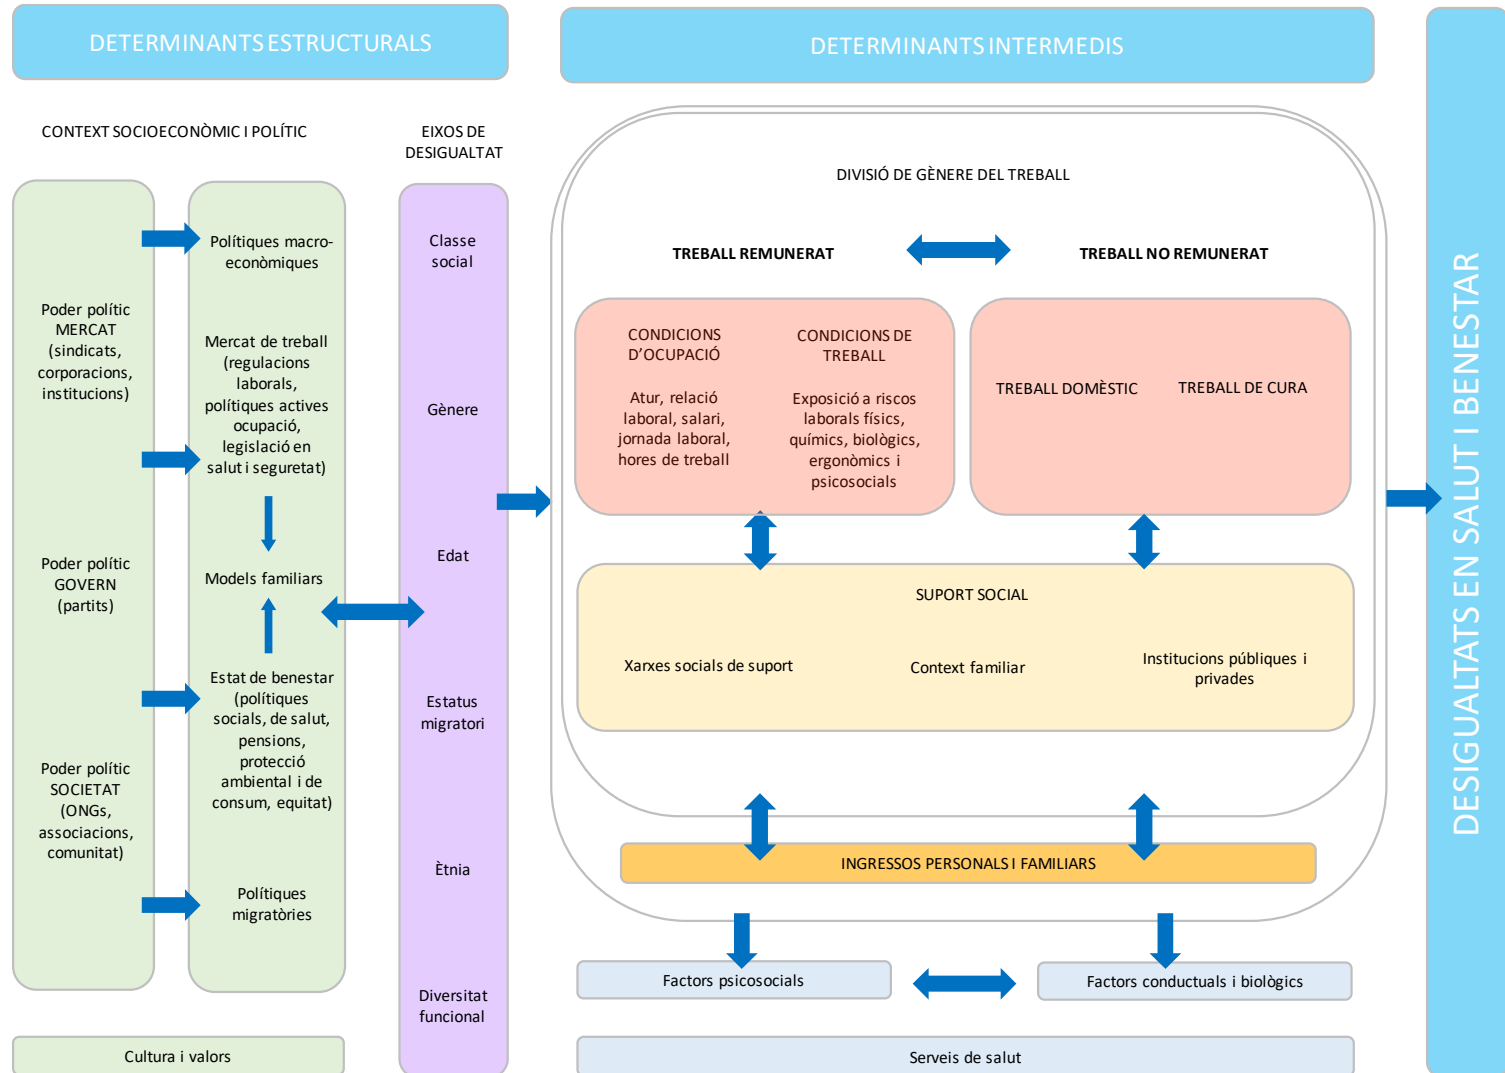 DETERMINANTS ESTRUCTURALS
CONTEXT SOCIOECONÒMIC I POLÍTIC
EIXOS DE
DESIGUALTAT
Poder polític
MERCAT
(sindicats,
corporacions,
institucions)
Poder polític
GOVERN
(partits)
Poder polític
SOCIETAT
(ONGs,
associacions,
comunitat)
Polítiques macro-
econòmiques
Mercat de treball
(regulacions
laborals,
polítiques actives
ocupació,
legislació en
salut i seguretat)
Models familiars
Estat de benestar
(polítiques
socials, de salut,
pensions,
protecció
ambiental i de
consum, equitat)
Polítiques
migratòries
Cultura i valors
Classe
social
Gènere
Edat
Estatus
migratori
Ètnia
Diversitat
funcional
DETERMINANTS INTERMEDIS
DIVISIÓ DE GÈNERE DEL TREBALL
TREBALL REMUNERAT
TREBALL NO REMUNERAT
CONDICIONS
D’OCUPACIÓ
Atur, relació
laboral, salari,
jornada laboral,
hores de treball
CONDICIONS DE
TREBALL
Exposició a riscos
laborals físics,
químics, biològics,
ergonòmics i
psicosocials
TREBALL DOMÈSTIC
TREBALL DE CURA
SUPORT SOCIAL
Xarxes socials de suport
Context familiar
Institucions públiques i
privades
INGRESSOS PERSONALS I FAMILIARS
Factors psicosocials
Factors conductuals i biològics
Serveis de salut
DESIGUALTATS EN SALUT I BENESTAR